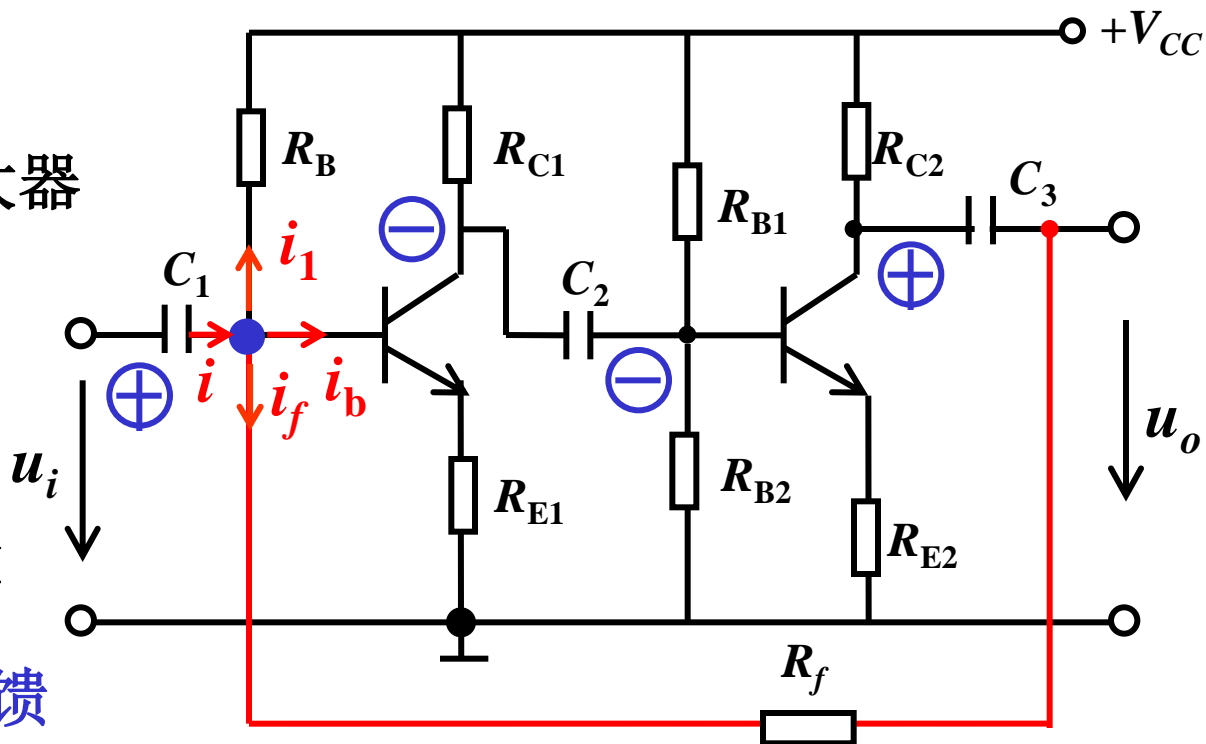 +V_CC
R_B
R_C1
R_C2
大器
C_3
R_B1
i_1
C_1
C_2
i
i_f
i_b
u_i
u_o
R_E1
R_B2
R_E2
馈
R_f